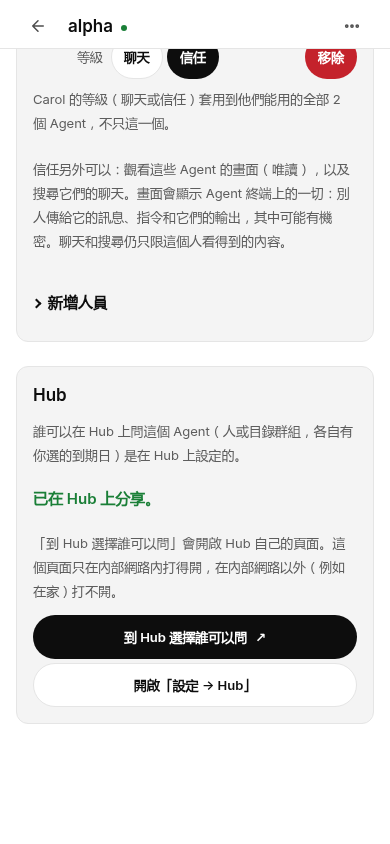 alpha
等級 聊天 信任 移除
Carol 的等級（聊天或信任）套用到他們能用的全部 2
個 Agent，不只這一個。
信任另外可以：觀看這些 Agent 的畫面（唯讀），以及
搜尋它們的聊天。畫面會顯示 Agent 終端上的一切：別
人傳給它的訊息、指令和它們的輸出，其中可能有機
密。聊天和搜尋仍只限這個人看得到的內容。
新增人員
Hub
誰可以在 Hub 上問這個 Agent（人或目錄群組，各自有
你選的到期日）是在 Hub 上設定的。
已在 Hub 上分享。
「到 Hub 選擇誰可以問」會開啟 Hub 自己的頁面。這
個頁面只在內部網路內打得開，在內部網路以外（例如
在家）打不開。
到 Hub 選擇誰可以問 ↗
開啟「設定 → Hub」